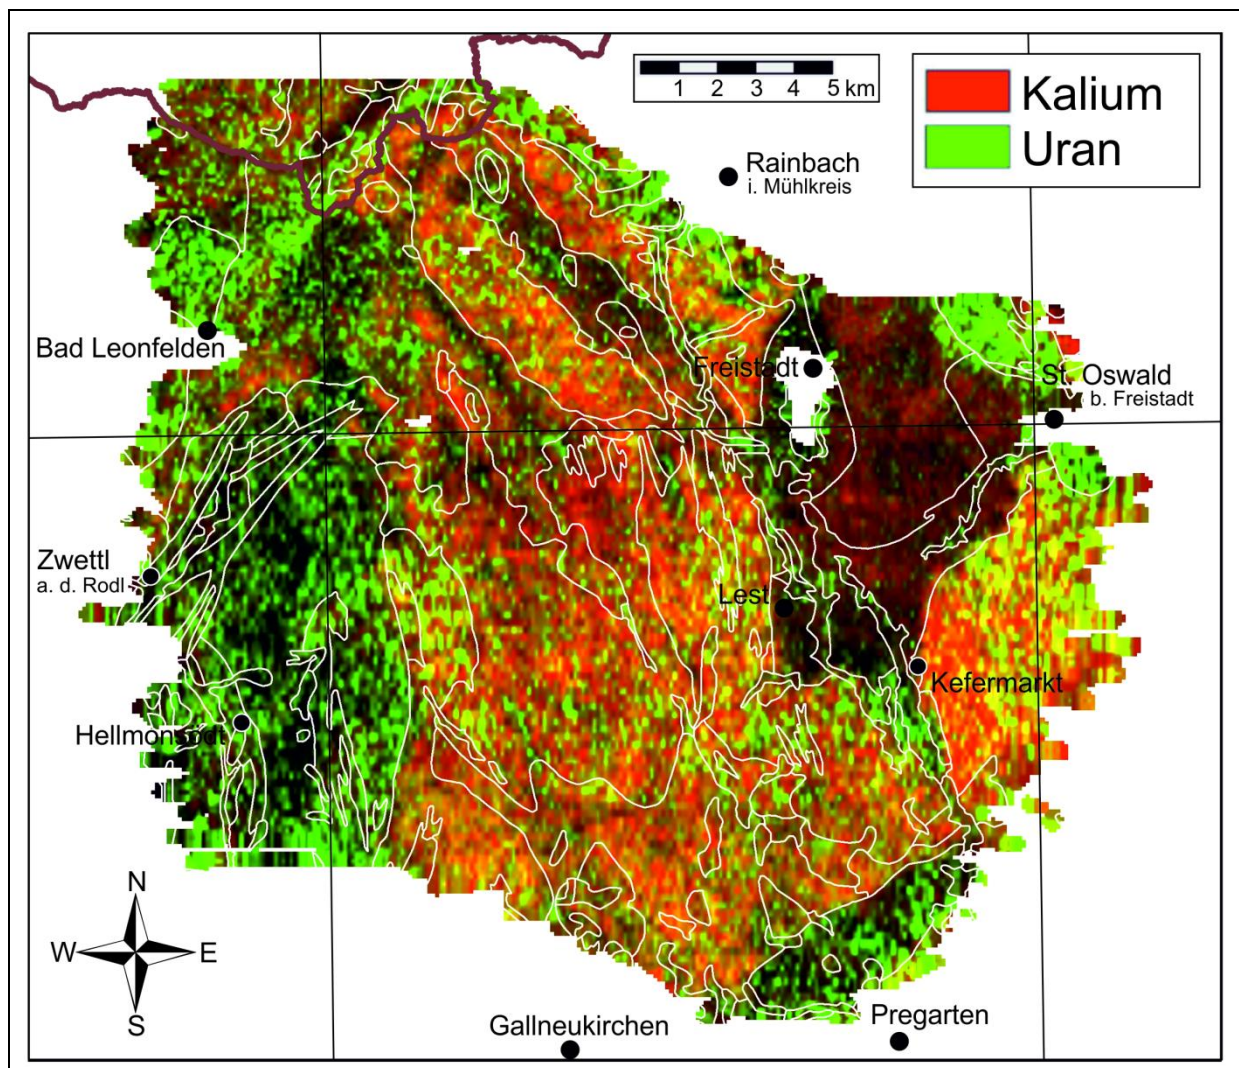 1 2 3 4 5 km
Kalium
Uran
Rainbach
i. Mühlkreis
Bad Leonfelden
Freistadt
St. Oswald
b. Freistadt
Zwettl
a. d. Rodl
Lest
Kefermarkt
Hellmonsödt
N
W E
S
Gallneukirchen
Pregarten